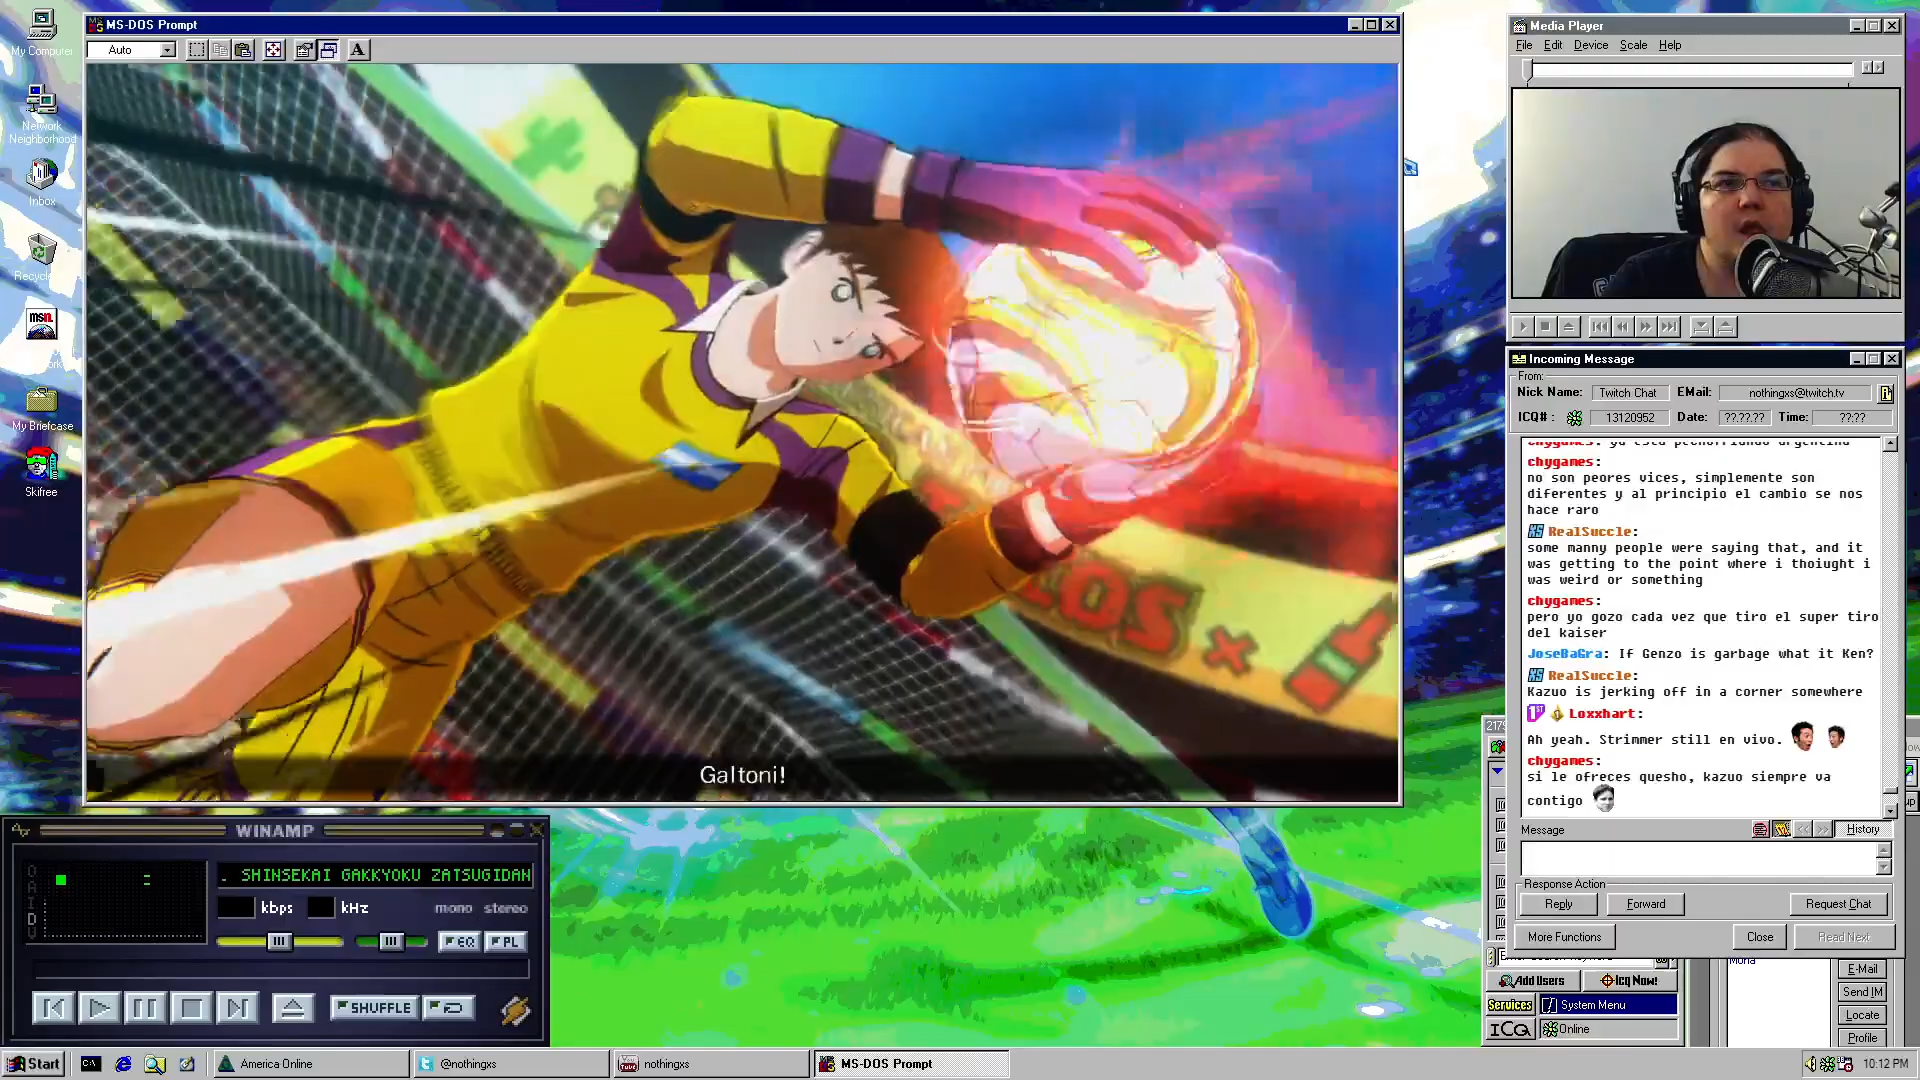 My Computer
Network
Neighborhood
Inbox
msn
My Briefcase
Skifree
MS-DOS Prompt
Auto
A
Galtoni!
Media Player
File Edit Device Scale Help
Incoming Message
From:
Nick Name: Twitch Chat EMail: nothingxs@twitch.tv
ICQ# : 13120952 Date: ??.??.?? Time: ??:??
chygames:
no son peores vices, simplemente son
diferentes y al principio el cambio se nos
hace raro
RealSuccle:
some manny people were saying that, and it
was getting to the point where i thoiught i
was weird or something
chygames:
pero yo gozo cada vez que tiro el super tiro
del kaiser
JoseBaGra: If Genzo is garbage what it Ken?
RealSuccle:
Kazuo is jerking off in a corner somewhere
Loxxhart:
Ah yeah. Strimmer still en vivo.
chygames:
si le ofreces quesho, kazuo siempre va
contigo
Message
History
Response Action
Reply Forward Request Chat
More Functions Close Read Next
Add Users Icq Now!
Services System Menu
ICQ Online
E-Mail
Send IM
Locate
Profile
WINAMP
. SHINSEKAI GAKKYOKU ZATSUGIDAN
kbps kHz mono stereo
EQ PL
SHUFFLE
Start America Online @nothingxs nothingxs MS-DOS Prompt 10:12 PM